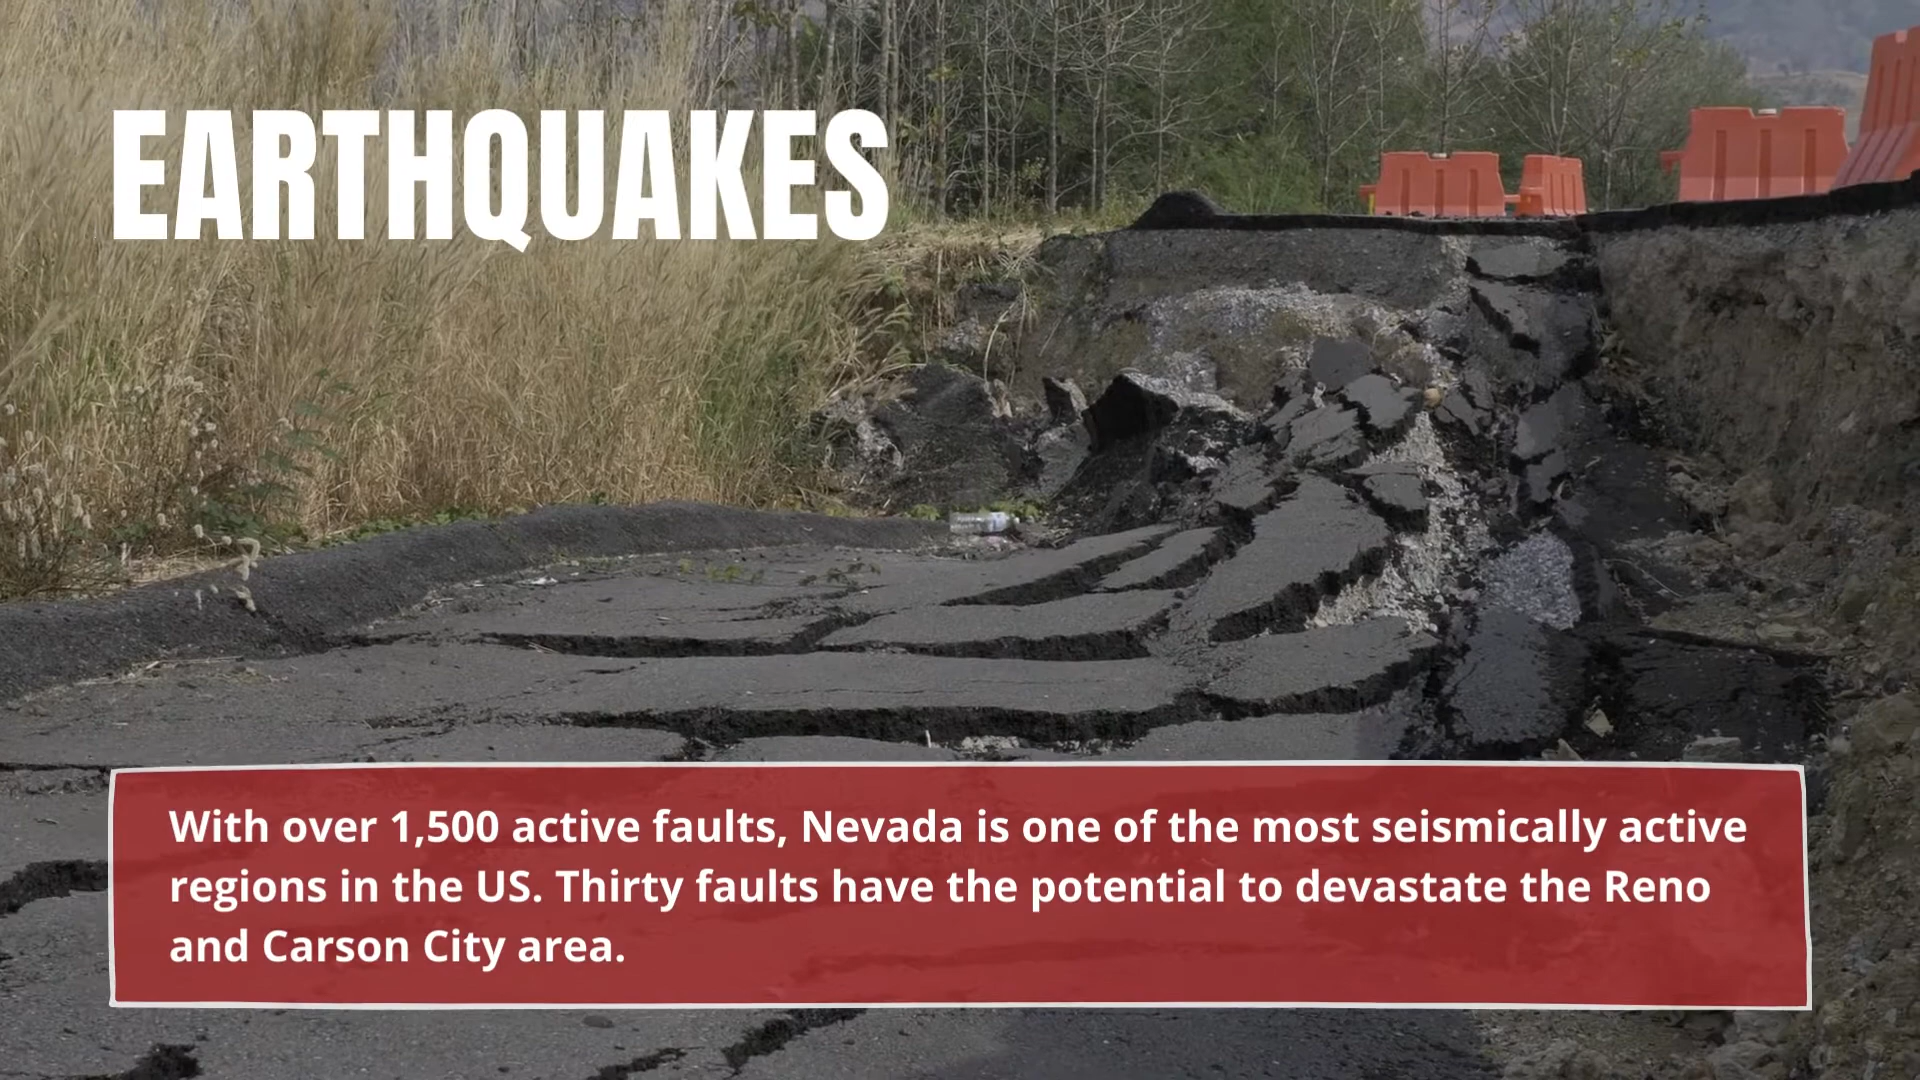 EARTHQUAKES
With over 1,500 active faults, Nevada is one of the most seismically active
regions in the US. Thirty faults have the potential to devastate the Reno
and Carson City area.